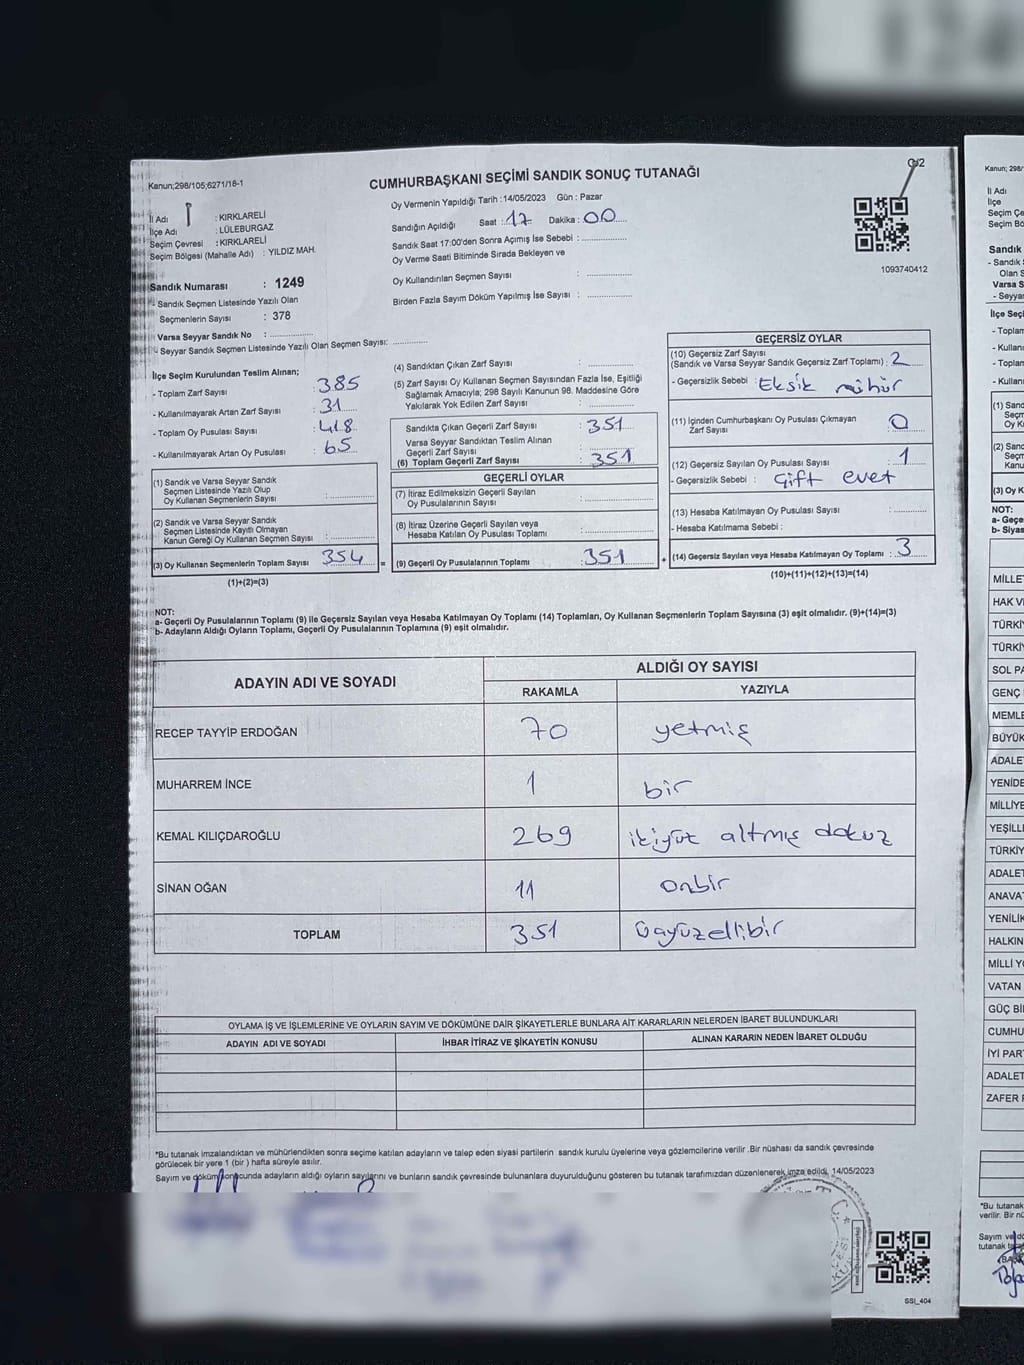 Kanun;298/105;6271/18-1
CUMHURBAŞKANI SEÇİMİ SANDIK SONUÇ TUTANAĞI
İl Adı : KIRKLARELİ
İlçe Adı : LÜLEBURGAZ
Seçim Çevresi : KIRKLARELİ
Seçim Bölgesi (Mahalle Adı) : YILDIZ MAH.
Sandık Numarası : 1249
- Sandık Seçmen Listesinde Yazılı Olan
Seçmenlerin Sayısı : 378
Varsa Seyyar Sandık No : ..............
- Seyyar Sandık Seçmen Listesinde Yazılı Olan Seçmen Sayısı: ............
Oy Vermenin Yapıldığı Tarih : 14/05/2023 Gün : Pazar
Sandığın Açıldığı Saat : 17 Dakika : 00
Sandık Saat 17:00'den Sonra Açımış İse Sebebi : ..............
Oy Verme Saati Bitiminde Sırada Bekleyen ve
Oy Kullandırılan Seçmen Sayısı : ..............
Birden Fazla Sayım Döküm Yapılmış İse Sayısı : ..............
1093740412
İlçe Seçim Kurulundan Teslim Alınan;
- Toplam Zarf Sayısı : 385
- Kullanılmayarak Artan Zarf Sayısı : 31
- Toplam Oy Pusulası Sayısı : 418
- Kullanılmayarak Artan Oy Pusulası : 65
(1) Sandık ve Varsa Seyyar Sandık
Seçmen Listesinde Yazılı Olup
Oy Kullanan Seçmenlerin Sayısı : ..............
(2) Sandık ve Varsa Seyyar Sandık
Seçmen Listesinde Kayıtlı Olmayan
Kanun Gereği Oy Kullanan Seçmen Sayısı : ..............
(3) Oy Kullanan Seçmenlerin Toplam Sayısı : 354 =
(1)+(2)=(3)
(4) Sandıktan Çıkan Zarf Sayısı : ..............
(5) Zarf Sayısı Oy Kullanan Seçmen Sayısından Fazla İse, Eşitliği
Sağlamak Amacıyla; 298 Sayılı Kanunun 98. Maddesine Göre
Yakılarak Yok Edilen Zarf Sayısı : ..............
Sandıkta Çıkan Geçerli Zarf Sayısı : 351
Varsa Seyyar Sandıktan Teslim Alınan
Geçerli Zarf Sayısı : ..............
(6) Toplam Geçerli Zarf Sayısı : 351
GEÇERLİ OYLAR
(7) İtiraz Edilmeksizin Geçerli Sayılan
Oy Pusulalarının Sayısı : ..............
(8) İtiraz Üzerine Geçerli Sayılan veya
Hesaba Katılan Oy Pusulası Toplamı : ..............
(9) Geçerli Oy Pusulalarının Toplamı : 351 +
GEÇERSİZ OYLAR
(10) Geçersiz Zarf Sayısı
(Sandık ve Varsa Seyyar Sandık Geçersiz Zarf Toplamı) : 2
- Geçersizlik Sebebi : Eksik mühür
(11) İçinden Cumhurbaşkanı Oy Pusulası Çıkmayan
Zarf Sayısı : 0
(12) Geçersiz Sayılan Oy Pusulası Sayısı : 1
- Geçersizlik Sebebi : Çift evet
(13) Hesaba Katılmayan Oy Pusulası Sayısı : ..............
- Hesaba Katılmama Sebebi :
(14) Geçersiz Sayılan veya Hesaba Katılmayan Oy Toplamı : 3
(10)+(11)+(12)+(13)=(14)
NOT:
a- Geçerli Oy Pusulalarının Toplamı (9) ile Geçersiz Sayılan veya Hesaba Katılmayan Oy Toplamı (14) Toplamları, Oy Kullanan Seçmenlerin Toplam Sayısına (3) eşit olmalıdır. (9)+(14)=(3)
b- Adayların Aldığı Oyların Toplamı, Geçerli Oy Pusulalarının Toplamına (9) eşit olmalıdır.
ADAYIN ADI VE SOYADI ALDIĞI OY SAYISI
RAKAMLA YAZIYLA
RECEP TAYYİP ERDOĞAN 70 yetmiş
MUHARREM İNCE 1 bir
KEMAL KILIÇDAROĞLU 269 ikiyüz altmış dokuz
SİNAN OĞAN 11 onbir
TOPLAM 351 üçyüzellibir
OYLAMA İŞ VE İŞLEMLERİNE VE OYLARIN SAYIM VE DÖKÜMÜNE DAİR ŞİKAYETLERLE BUNLARA AİT KARARLARIN NELERDEN İBARET BULUNDUKLARI
ADAYIN ADI VE SOYADI İHBAR İTİRAZ VE ŞİKAYETİN KONUSU ALINAN KARARIN NEDEN İBARET OLDUĞU
*Bu tutanak imzalandıktan ve mühürlendikten sonra seçime katılan adayların ve talep eden siyasi partilerin sandık kurulu üyelerine veya gözlemcilerine verilir .Bir nüshası da sandık çevresinde
görülecek bir yere 1 (bir ) hafta süreyle asılır.
Sayım ve döküm sonucunda adayların aldığı oyların sayılarını ve bunların sandık çevresinde bulunanlara duyurulduğunu gösteren bu tutanak tarafımızdan düzenlenerek imza edildi. 14/05/2023
SSI_404
Kanun; 298/
İl Adı
İlçe
Seçim Çe
Seçim Bö
Sandık
- Sandık
Olan S
Varsa S
- Seyya
İlçe Seçi
- Toplam
- Kullanı
- Toplam
- Kullanı
(1) Sand
Seçm
Oy K
(2) Sand
Seçm
Kanu
(3) Oy K
NOT:
a- Geçe
b- Siyas
MİLLE
HAK V
TÜRKİ
TÜRKİY
SOL PA
GENÇ
MEMLE
BÜYÜK
ADALE
YENİDE
MİLLİYE
YEŞİLL
TÜRKİY
ADALET
ANAVA
YENİLİK
HALKIN
MİLLİ YO
VATAN
GÜÇ Bİ
CUMHU
İYİ PAR
ADALET
ZAFER P
*Bu tutanak
verilir. Bir nü
Sayım ve dö
tutanak tar